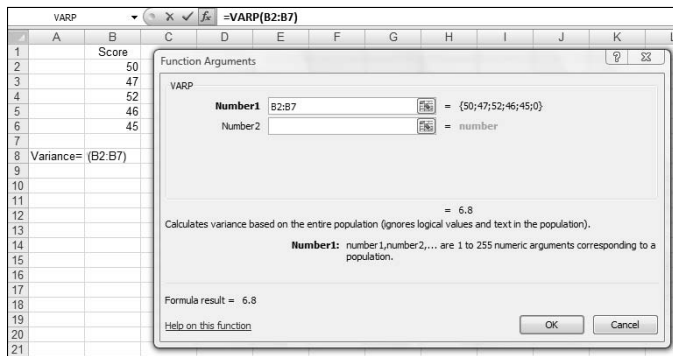 VARP =VARP(B2:B7)
A B C D E F G H I J K
1 Score
2 50
3 47
4 52
5 46
6 45
7
8 Variance= (B2:B7)
9
10
11
12
13
14
15
16
17
18
19
20
21
Function Arguments
VARP
Number1 B2:B7 = {50;47;52;46;45;0}
Number2 = number
= 6.8
Calculates variance based on the entire population (ignores logical values and text in the population).
Number1: number1,number2,... are 1 to 255 numeric arguments corresponding to a
population.
Formula result = 6.8
Help on this function
OK Cancel